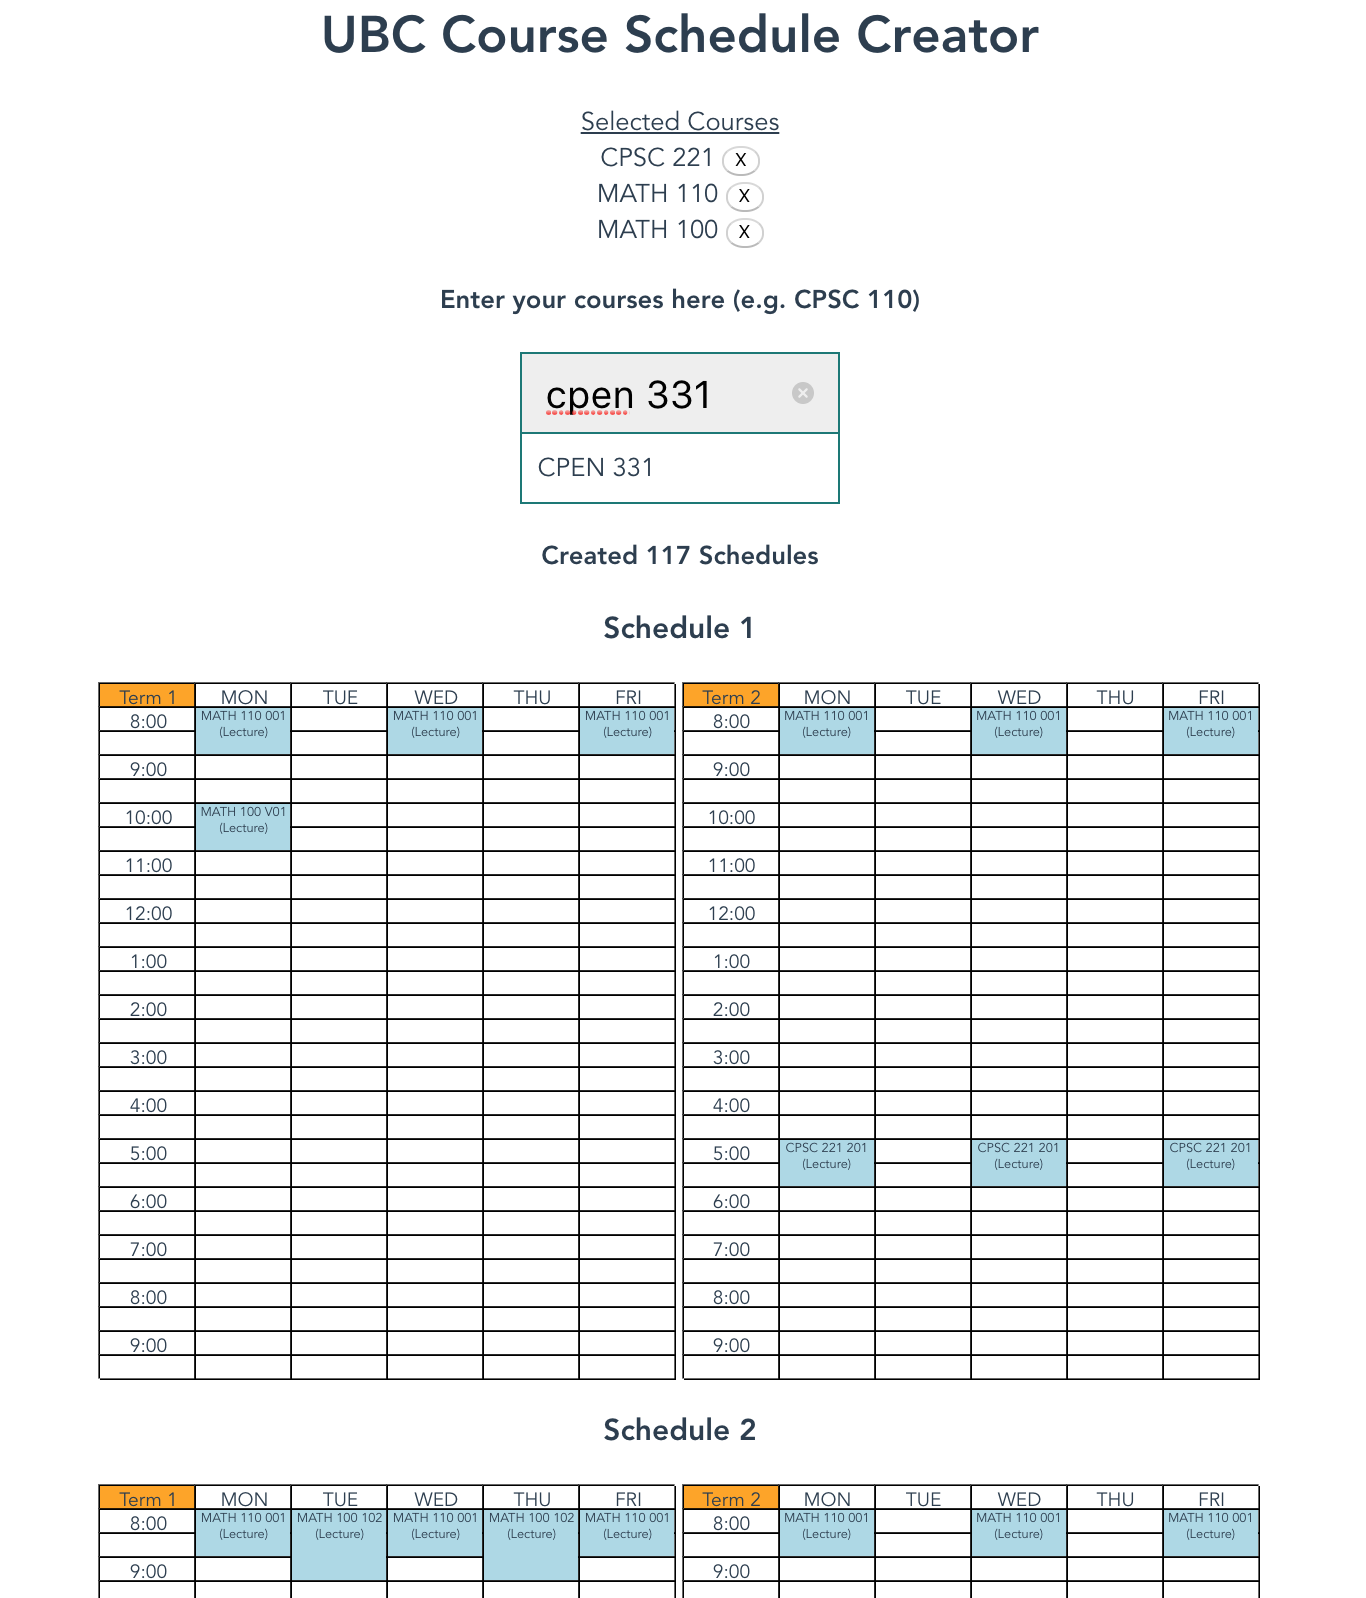 UBC Course Schedule Creator
Selected Courses
CPSC 221 X
MATH 110 X
MATH 100 X
Enter your courses here (e.g. CPSC 110)
cpen 331
CPEN 331
Created 117 Schedules
Schedule 1
Term 1 MON TUE WED THU FRI Term 2 MON TUE WED THU FRI
8:00 MATH 110 001 MATH 110 001 MATH 110 001 8:00 MATH 110 001 MATH 110 001 MATH 110 001
(Lecture) (Lecture) (Lecture) (Lecture) (Lecture) (Lecture)
9:00 9:00
10:00 MATH 100 V01 10:00
(Lecture)
11:00 11:00
12:00 12:00
1:00 1:00
2:00 2:00
3:00 3:00
4:00 4:00
5:00 5:00 CPSC 221 201 CPSC 221 201 CPSC 221 201
(Lecture) (Lecture) (Lecture)
6:00 6:00
7:00 7:00
8:00 8:00
9:00 9:00
Schedule 2
Term 1 MON TUE WED THU FRI Term 2 MON TUE WED THU FRI
8:00 MATH 110 001 MATH 100 102 MATH 110 001 MATH 100 102 MATH 110 001 8:00 MATH 110 001 MATH 110 001 MATH 110 001
(Lecture) (Lecture) (Lecture) (Lecture) (Lecture) (Lecture) (Lecture) (Lecture)
9:00 9:00